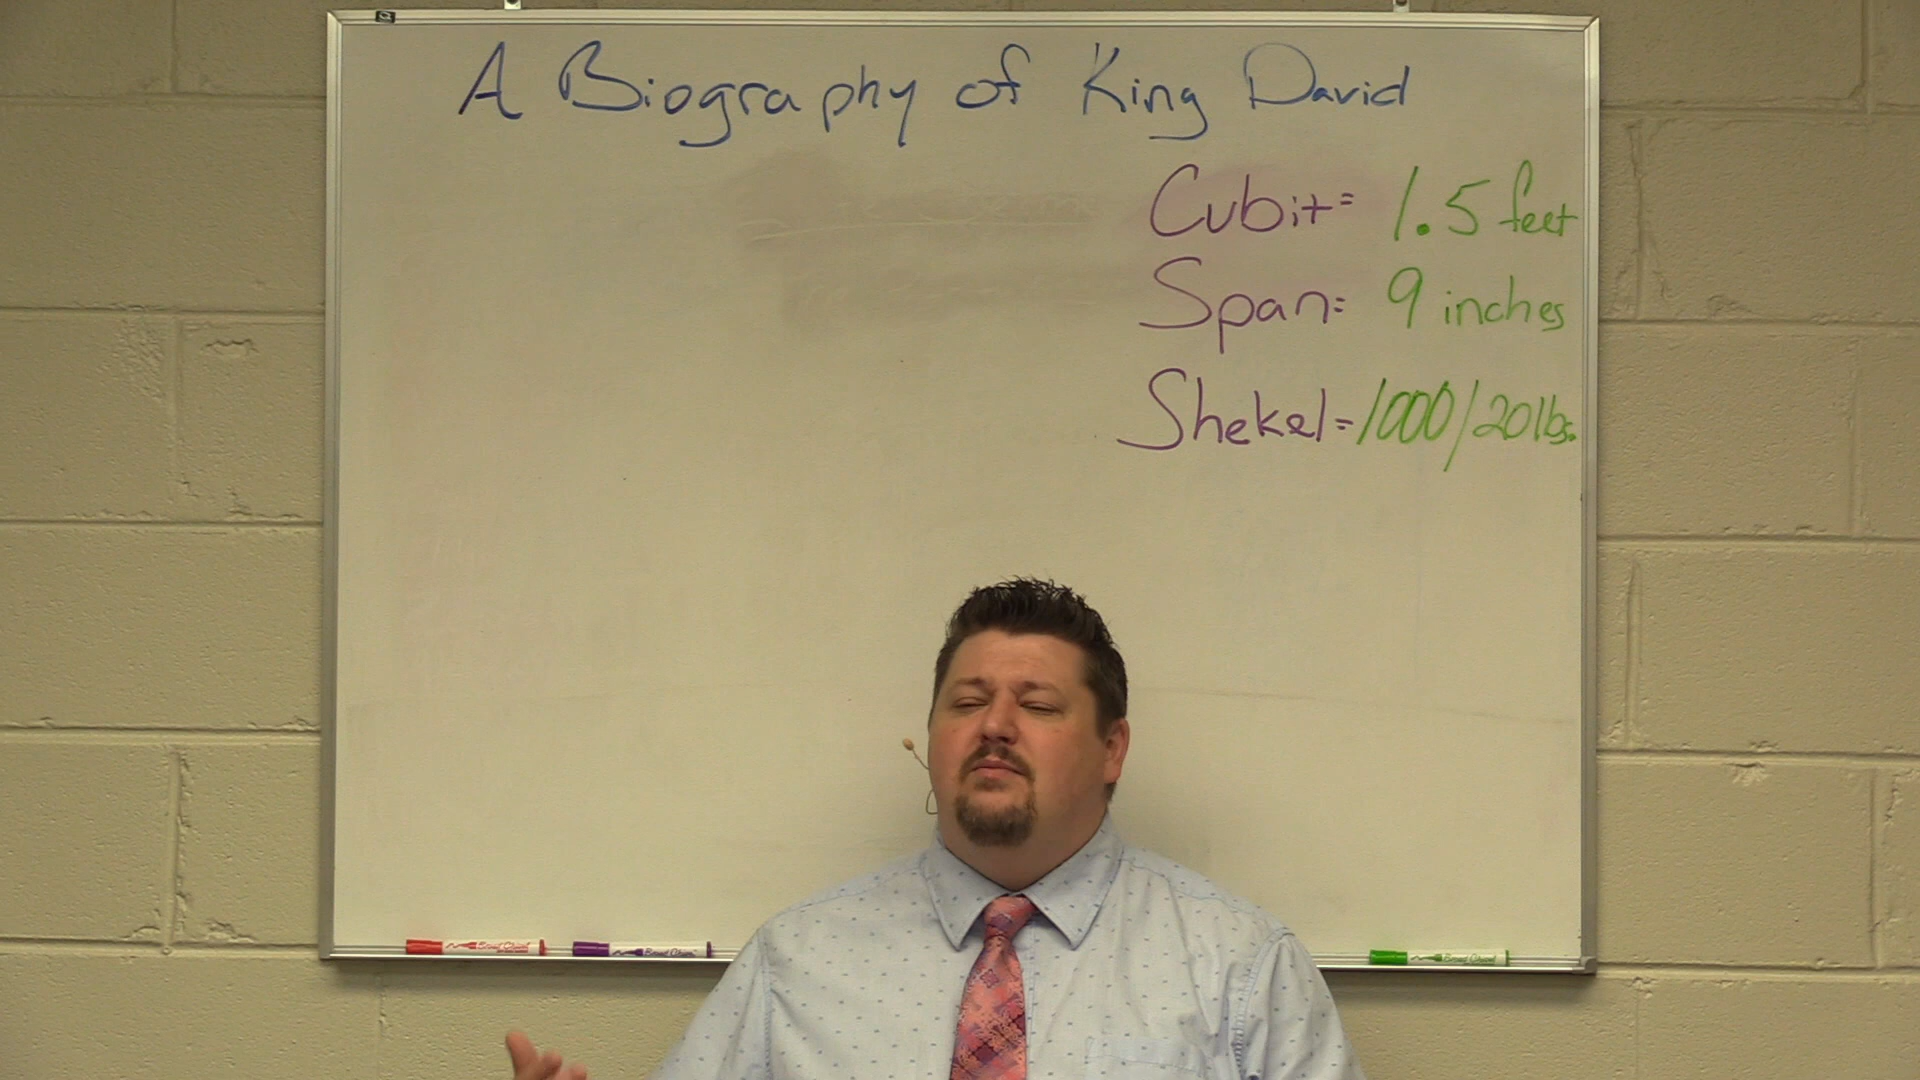 A Biography of King David
Cubit= 1.5 feet
Span= 9 inches
Shekel=1000/20lbs.